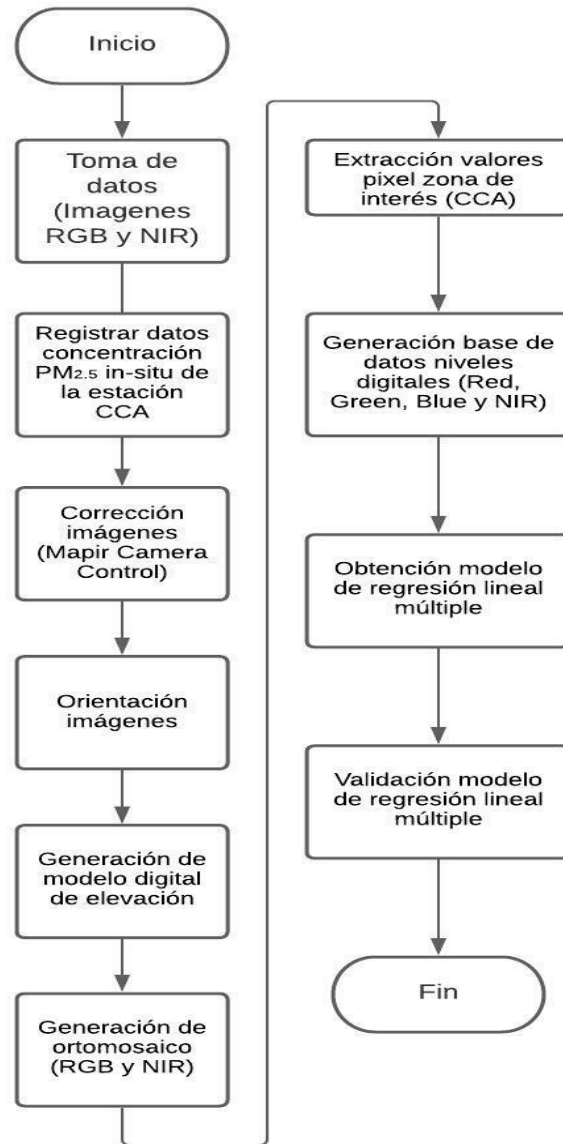 Inicio
Toma de
datos
(Imagenes
RGB y NIR)
Registrar datos
concentración
PM2.5 in-situ de
la estación
CCA
Corrección
imágenes
(Mapir Camera
Control)
Orientación
imágenes
Generación de
modelo digital
de elevación
Generación de
ortomosaico
(RGB y NIR)
Extracción valores
pixel zona de
interés (CCA)
Generación base de
datos niveles
digitales (Red,
Green, Blue y NIR)
Obtención modelo
de regresión lineal
múltiple
Validación modelo
de regresión lineal
múltiple
Fin